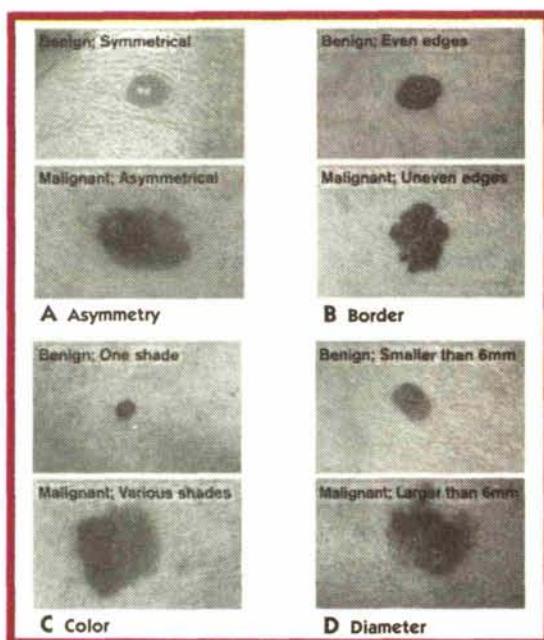 Benign; Symmetrical
Malignant; Asymmetrical
A Asymmetry
Benign; Even edges
Malignant; Uneven edges
B Border
Benign; One shade
Malignant; Various shades
C Color
Benign; Smaller than 6mm
Malignant; Larger than 6mm
D Diameter